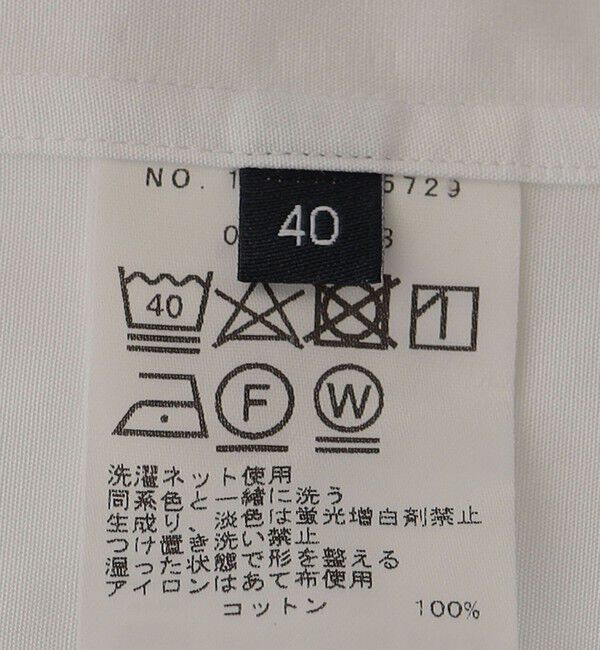 NO. 1 5729
40
0 3
40
F W
洗濯ネット使用
同系色と一緒に洗う
生成り、淡色は蛍光増白剤禁止
つけ置き洗い禁止
湿った状態で形を整える
アイロンはあて布使用
コットン 100%